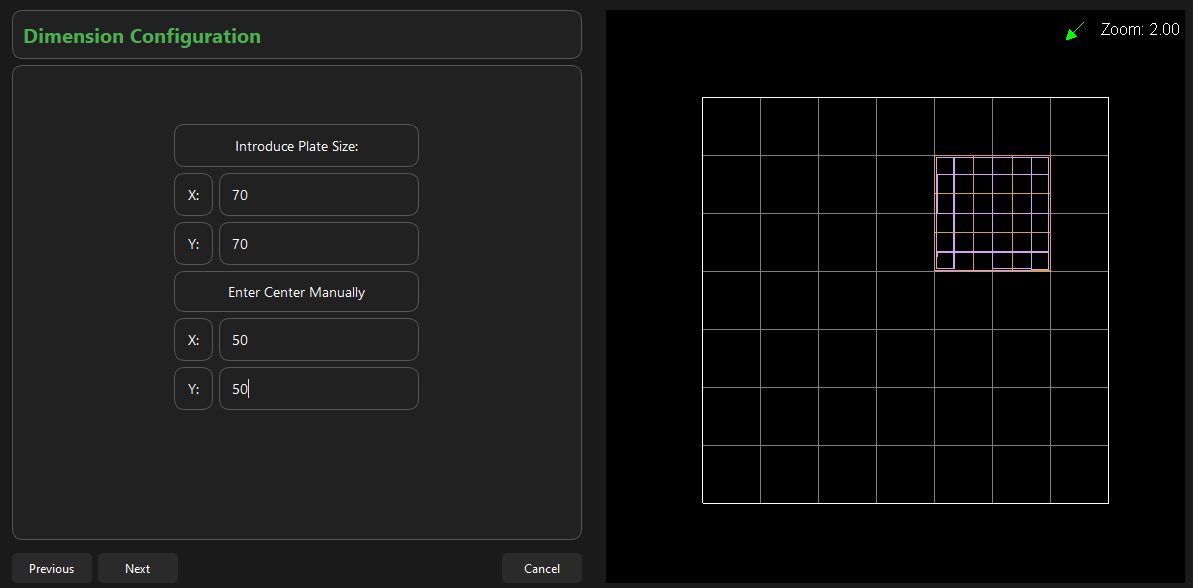 Dimension Configuration
Zoom: 2.00
Introduce Plate Size:
X: 70
Y: 70
Enter Center Manually
X: 50
Y: 50
Previous Next Cancel